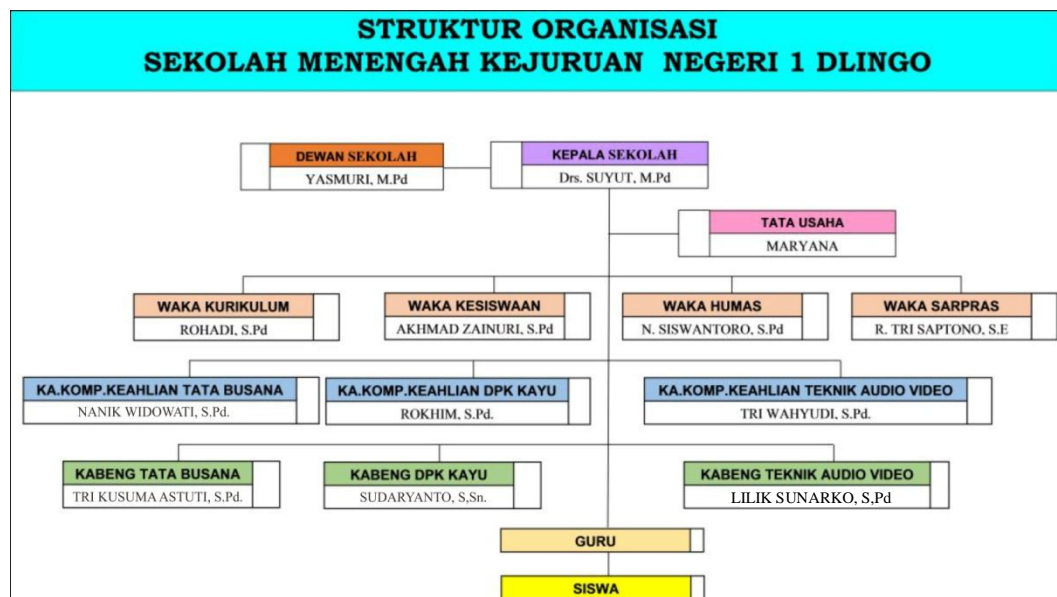 STRUKTUR ORGANISASI
SEKOLAH MENENGAH KEJURUAN NEGERI 1 DLINGO
DEWAN SEKOLAH
YASMURI, M.Pd
KEPALA SEKOLAH
Drs. SUYUT, M.Pd
TATA USAHA
MARYANA
WAKA KURIKULUM
ROHADI, S.Pd
WAKA KESISWAAN
AKHMAD ZAINURI, S.Pd
WAKA HUMAS
N. SISWANTORO, S.Pd
WAKA SARPRAS
R. TRI SAPTONO, S.E
KA.KOMP.KEAHLIAN TATA BUSANA
NANIK WIDOWATI, S.Pd.
KA.KOMP.KEAHLIAN DPK KAYU
ROKHIM, S.Pd.
KA.KOMP.KEAHLIAN TEKNIK AUDIO VIDEO
TRI WAHYUDI, S.Pd.
KABENG TATA BUSANA
TRI KUSUMA ASTUTI, S.Pd.
KABENG DPK KAYU
SUDARYANTO, S,Sn.
KABENG TEKNIK AUDIO VIDEO
LILIK SUNARKO, S,Pd
GURU
SISWA